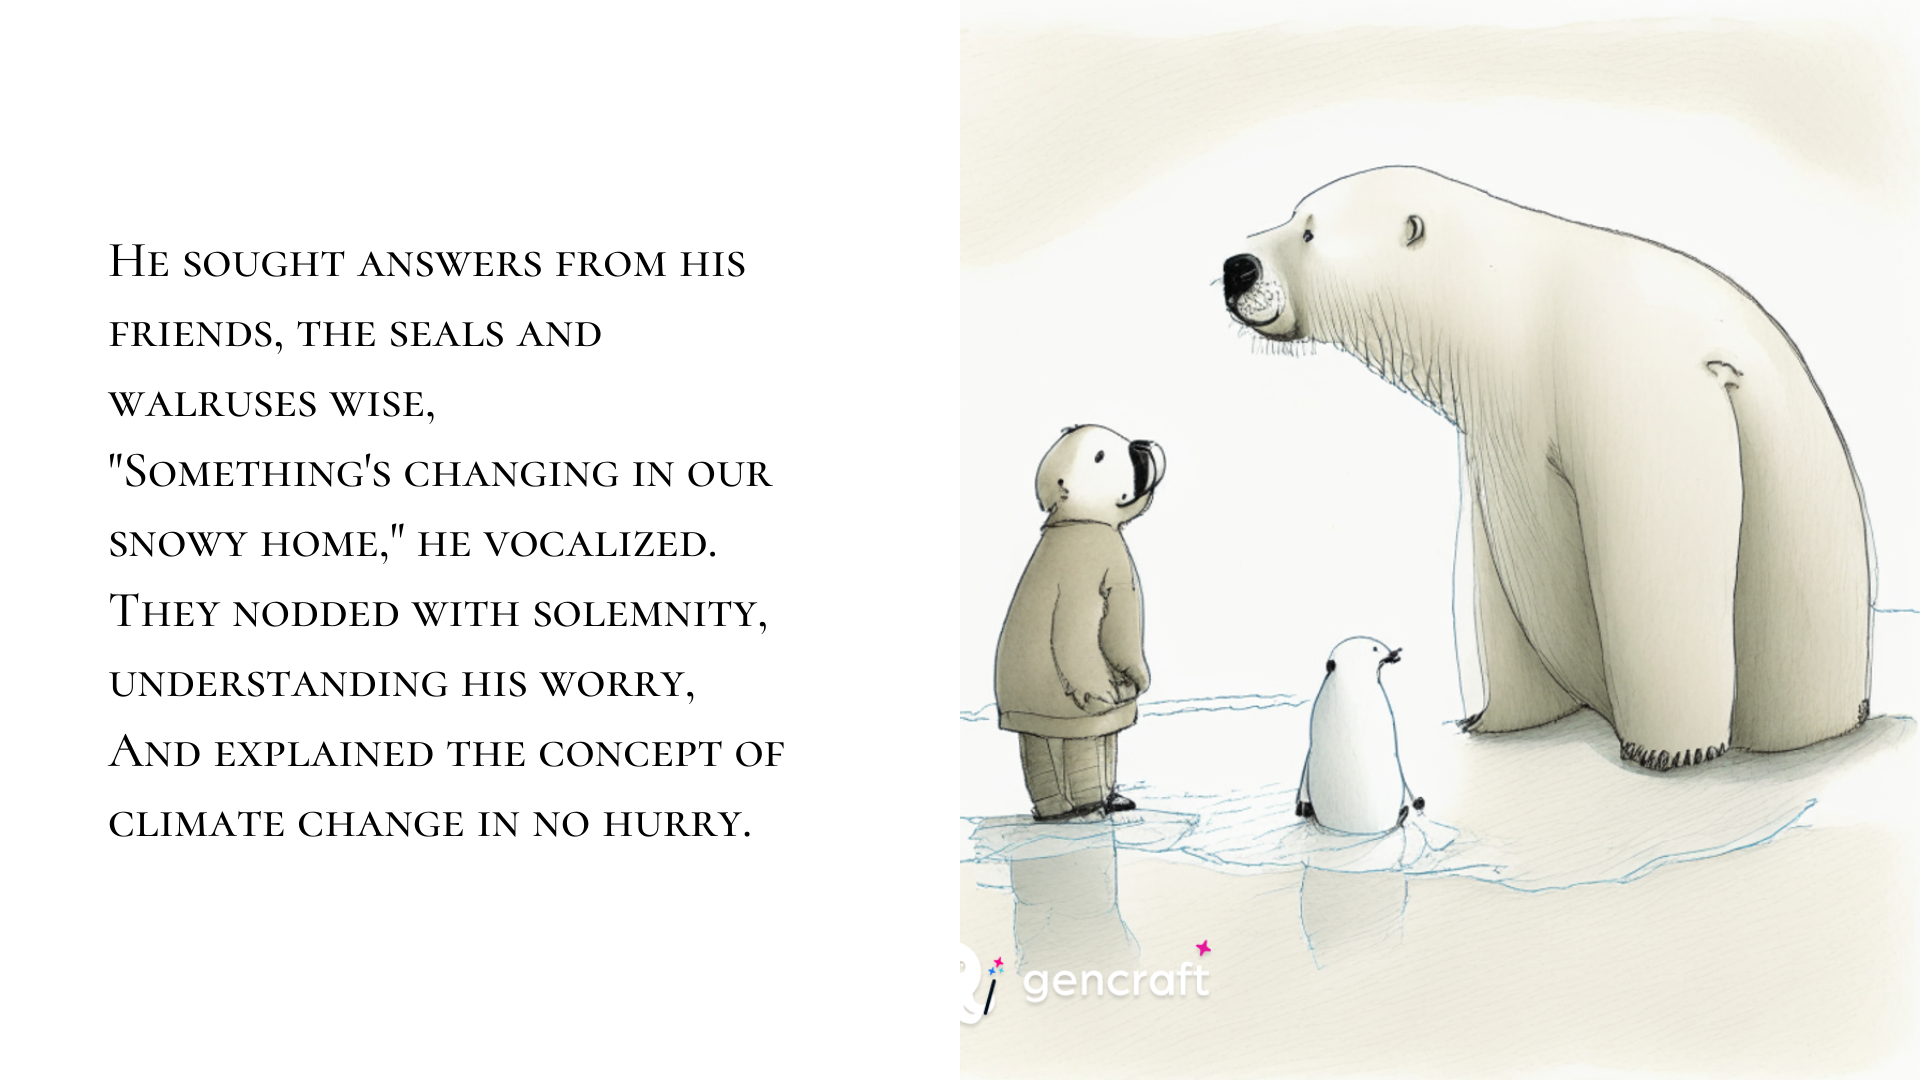 He sought answers from his
friends, the seals and
walruses wise,
"Something's changing in our
snowy home," he vocalized.
They nodded with solemnity,
understanding his worry,
And explained the concept of
climate change in no hurry.
gencraft